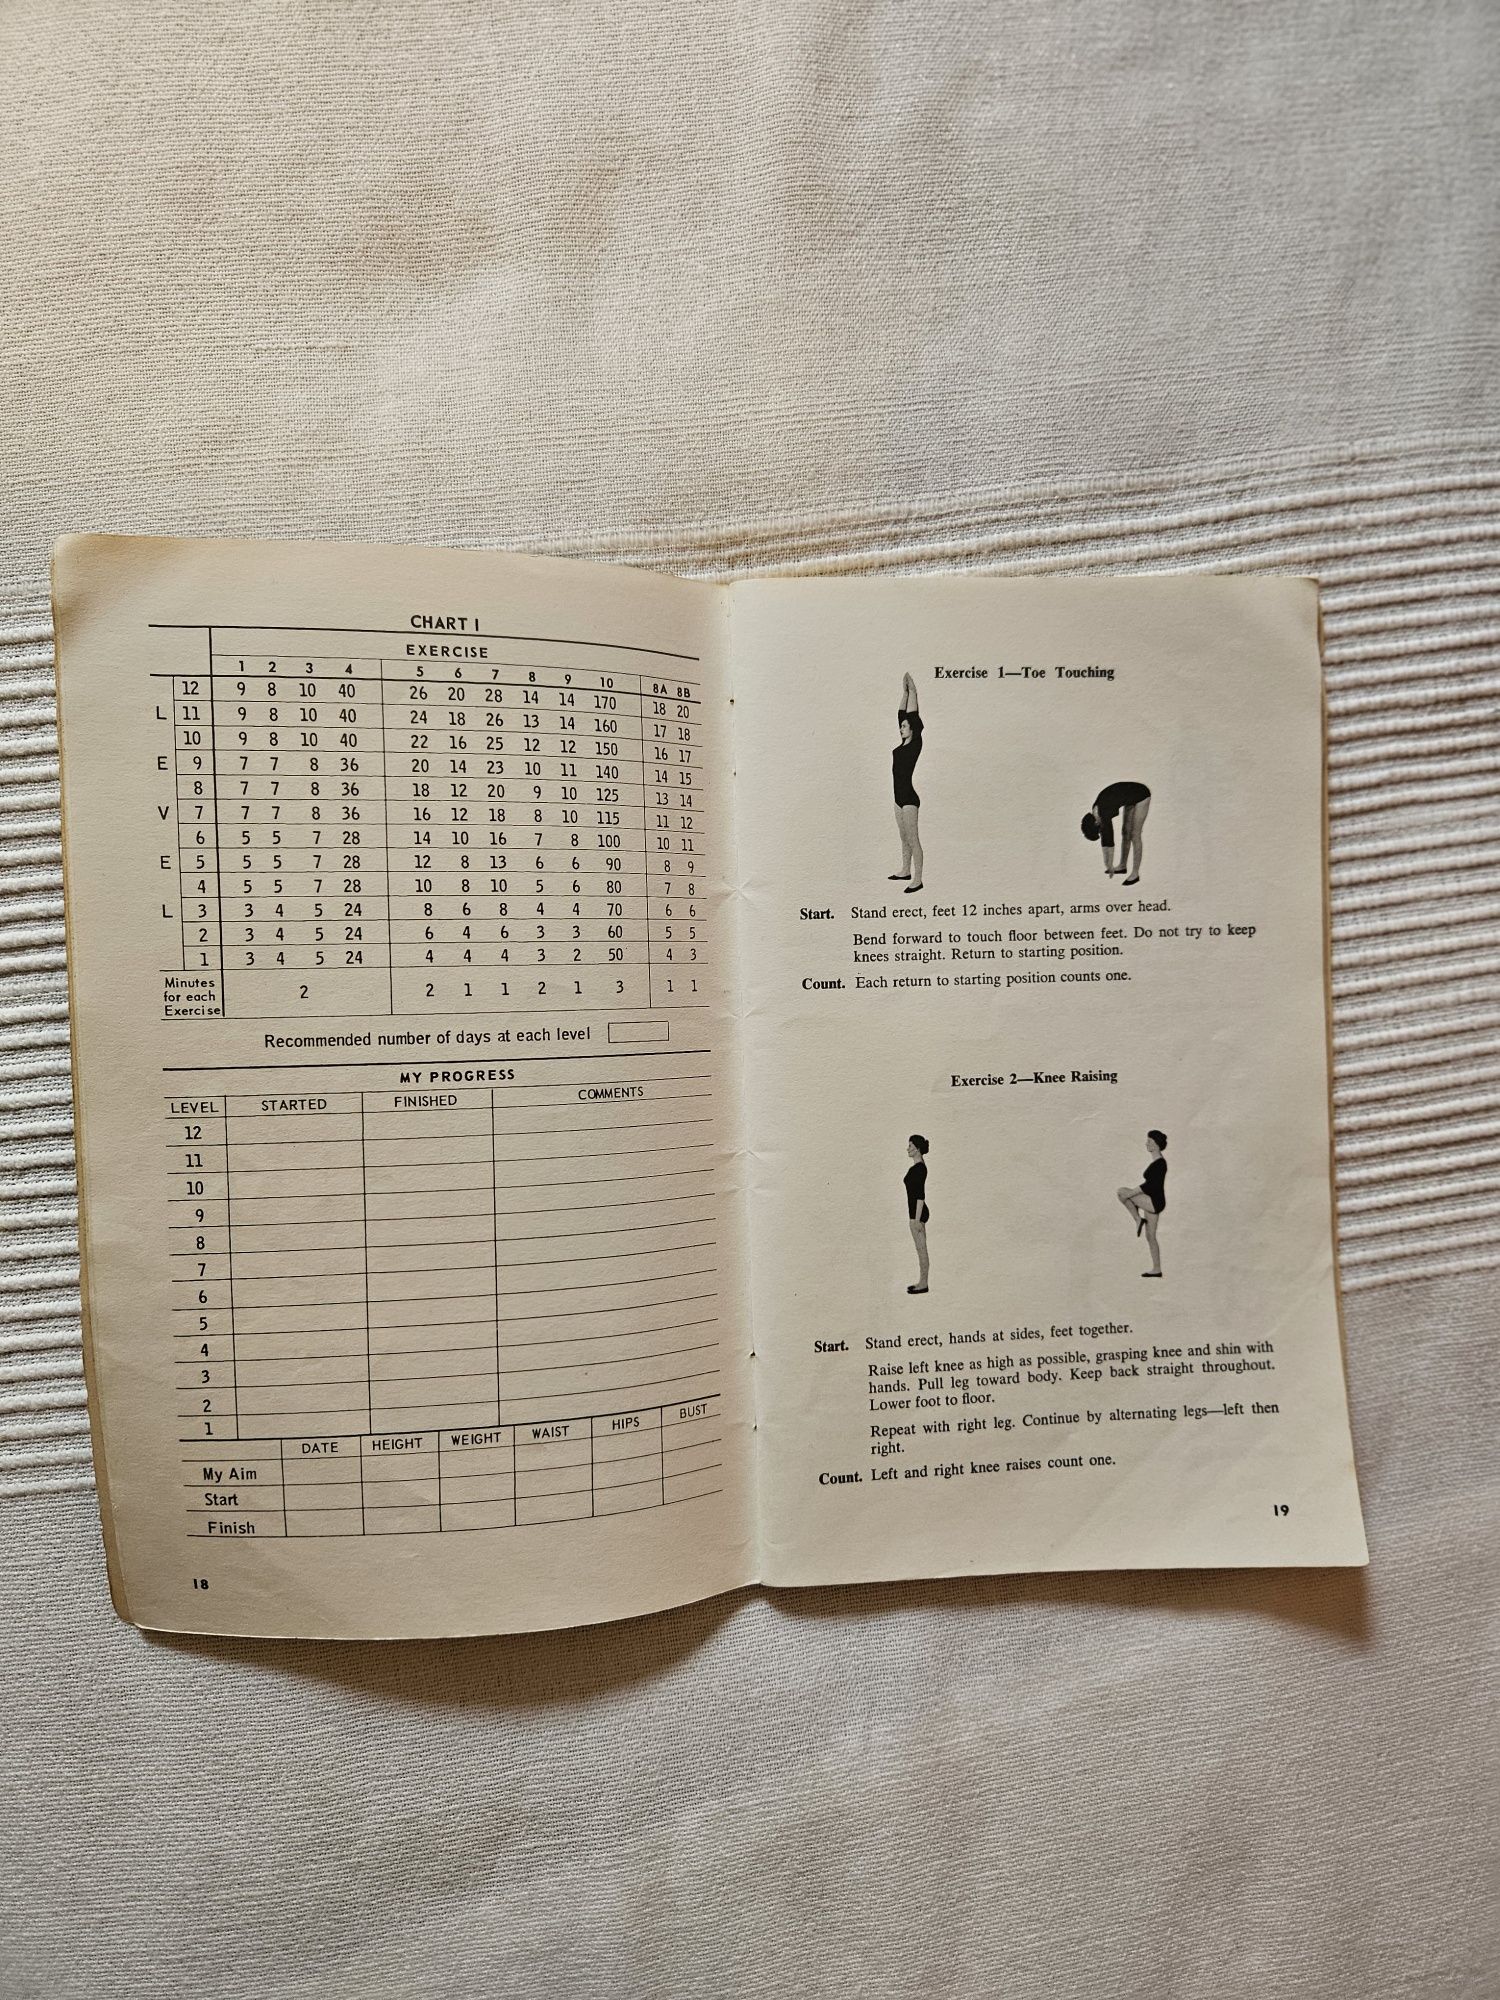 CHART I
EXERCISE
1 2 3 4 5 6 7 8 9 10 8A 8B
12 9 8 10 40 26 20 28 14 14 170 18 20
L 11 9 8 10 40 24 18 26 13 14 160 17 18
10 9 8 10 40 22 16 25 12 12 150 16 17
E 9 7 7 8 36 20 14 23 10 11 140 14 15
8 7 7 8 36 18 12 20 9 10 125 13 14
V 7 7 7 8 36 16 12 18 8 10 115 11 12
6 5 5 7 28 14 10 16 7 8 100 10 11
E 5 5 5 7 28 12 8 13 6 6 90 8 9
4 5 5 7 28 10 8 10 5 6 80 7 8
L 3 3 4 5 24 8 6 8 4 4 70 6 6
2 3 4 5 24 6 4 6 3 3 60 5 5
1 3 4 5 24 4 4 4 3 2 50 4 3
Minutes
for each
Exercise
2 2 1 1 2 1 3 1 1
Recommended number of days at each level
MY PROGRESS
LEVEL STARTED FINISHED COMMENTS
12
11
10
9
8
7
6
5
4
3
2
1
DATE HEIGHT WEIGHT WAIST HIPS BUST
My Aim
Start
Finish
18
Exercise 1—Toe Touching
Start. Stand erect, feet 12 inches apart, arms over head.
Bend forward to touch floor between feet. Do not try to keep
knees straight. Return to starting position.
Count. Each return to starting position counts one.
Exercise 2—Knee Raising
Start. Stand erect, hands at sides, feet together.
Raise left knee as high as possible, grasping knee and shin with
hands. Pull leg toward body. Keep back straight throughout.
Lower foot to floor.
Repeat with right leg. Continue by alternating legs—left then
right.
Count. Left and right knee raises count one.
19